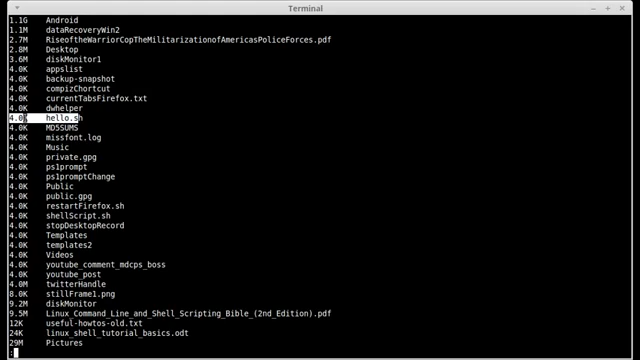 Terminal
1.1G Android
1.1M dataRecoveryWin2
2.7M RiseoftheWarriorCopTheMilitarizationofAmericasPoliceForces.pdf
2.8M Desktop
3.6M diskMonitor1
4.0K appslist
4.0K backup-snapshot
4.0K compizChortcut
4.0K currentTabsFirefox.txt
4.0K dwhelper
4.0K hello.sh
4.0K MD5SUMS
4.0K missfont.log
4.0K Music
4.0K private.gpg
4.0K ps1prompt
4.0K ps1promptChange
4.0K Public
4.0K public.gpg
4.0K restartFirefox.sh
4.0K shellScript.sh
4.0K stopDesktopRecord
4.0K Templates
4.0K templates2
4.0K Videos
4.0K youtube_comment_mdcps_boss
4.0K youtube_post
4.0M twitterHandle
8.0K stillFrame1.png
9.2M diskMonitor
9.5M Linux_Command_Line_and_Shell_Scripting_Bible_(2nd_Edition).pdf
12K useful-howtos-old.txt
24K linux_shell_tutorial_basics.odt
29M Pictures
: